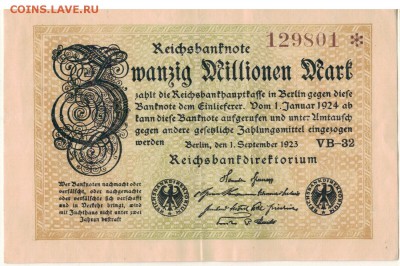 COINS.LAVE.RU
Reichsbanknote
129801 *
Zwanzig Millionen Mark
zahlt die Reichsbankhauptkasse in Berlin gegen diese
Banknote dem Einlieferer. Vom 1. Januar 1924 ab
kann diese Banknote aufgerufen und unter Umtausch
gegen andere gesetzliche Zahlungsmittel eingezogen
werden
Berlin, den 1. September 1923
VB-32
Reichsbankdirektorium
Wer Banknoten nachmacht oder
verfälscht, oder nachgemachte
oder verfälschte sich verschafft
und in Verkehr bringt, wird
mit Zuchthaus nicht unter zwei
Jahren bestraft